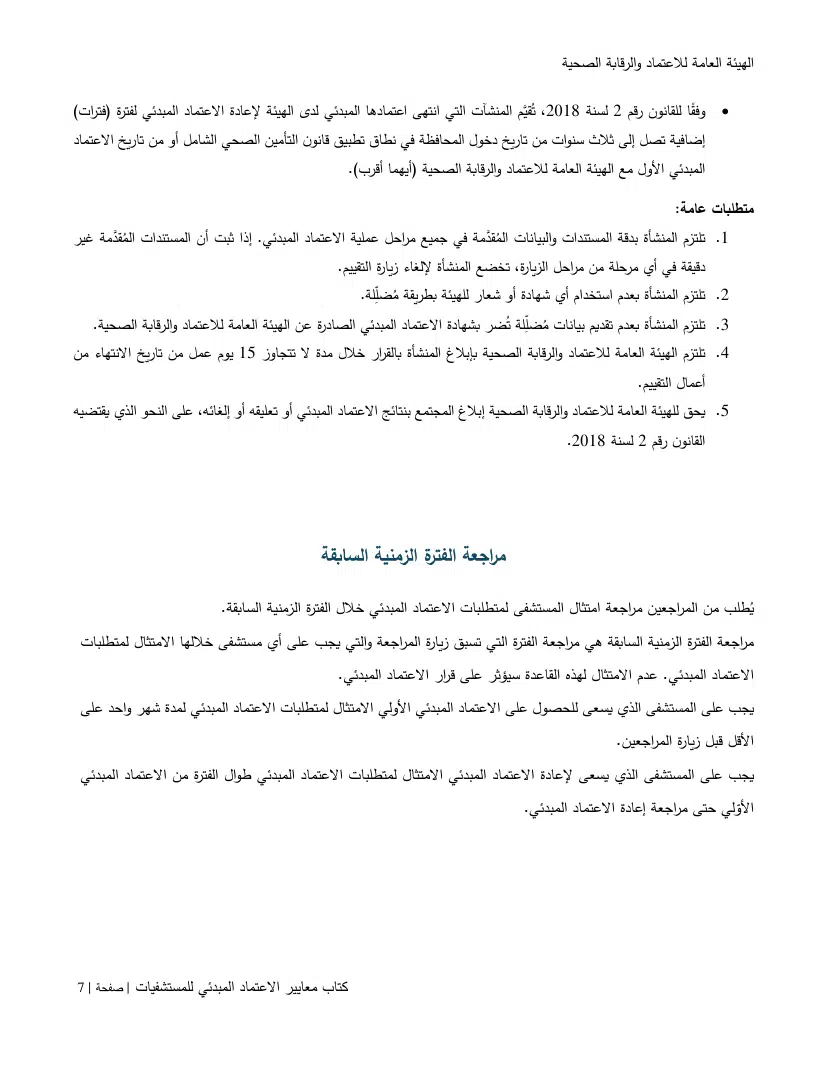 الهيئة العامة للاعتماد والرقابة الصحية
• وفقًا للقانون رقم 2 لسنة 2018، تُقيَّم المنشآت التي انتهى اعتمادها المبدئي لدى الهيئة لإعادة الاعتماد المبدئي لفترة (فترات)
إضافية تصل إلى ثلاث سنوات من تاريخ دخول المحافظة في نطاق تطبيق قانون التأمين الصحي الشامل أو من تاريخ الاعتماد
المبدئي الأول مع الهيئة العامة للاعتماد والرقابة الصحية (أيهما أقرب).
متطلبات عامة:
1. تلتزم المنشأة بدقة المستندات والبيانات المُقدَّمة في جميع مراحل عملية الاعتماد المبدئي. إذا ثبت أن المستندات المُقدَّمة غير
دقيقة في أي مرحلة من مراحل الزيارة، تخضع المنشأة لإلغاء زيارة التقييم.
2. تلتزم المنشأة بعدم استخدام أي شهادة أو شعار للهيئة بطريقة مُضلِّلة.
3. تلتزم المنشأة بعدم تقديم بيانات مُضلِّلة تُضر بشهادة الاعتماد المبدئي الصادرة عن الهيئة العامة للاعتماد والرقابة الصحية.
4. تلتزم الهيئة العامة للاعتماد والرقابة الصحية بإبلاغ المنشأة بالقرار خلال مدة لا تتجاوز 15 يوم عمل من تاريخ الانتهاء من
أعمال التقييم.
5. يحق للهيئة العامة للاعتماد والرقابة الصحية إبلاغ المجتمع بنتائج الاعتماد المبدئي أو تعليقه أو إلغائه، على النحو الذي يقتضيه
القانون رقم 2 لسنة 2018.
مراجعة الفترة الزمنية السابقة
يُطلب من المراجعين مراجعة امتثال المستشفى لمتطلبات الاعتماد المبدئي خلال الفترة الزمنية السابقة.
مراجعة الفترة الزمنية السابقة هي مراجعة الفترة التي تسبق زيارة المراجعة والتي يجب على أي مستشفى خلالها الامتثال لمتطلبات
الاعتماد المبدئي. عدم الامتثال لهذه القاعدة سيؤثر على قرار الاعتماد المبدئي.
يجب على المستشفى الذي يسعى للحصول على الاعتماد المبدئي الأولي الامتثال لمتطلبات الاعتماد المبدئي لمدة شهر واحد على
الأقل قبل زيارة المراجعين.
يجب على المستشفى الذي يسعى لإعادة الاعتماد المبدئي الامتثال لمتطلبات الاعتماد المبدئي طوال الفترة من الاعتماد المبدئي
الأوّلي حتى مراجعة إعادة الاعتماد المبدئي.
كتاب معايير الاعتماد المبدئي للمستشفيات | صفحة | 7